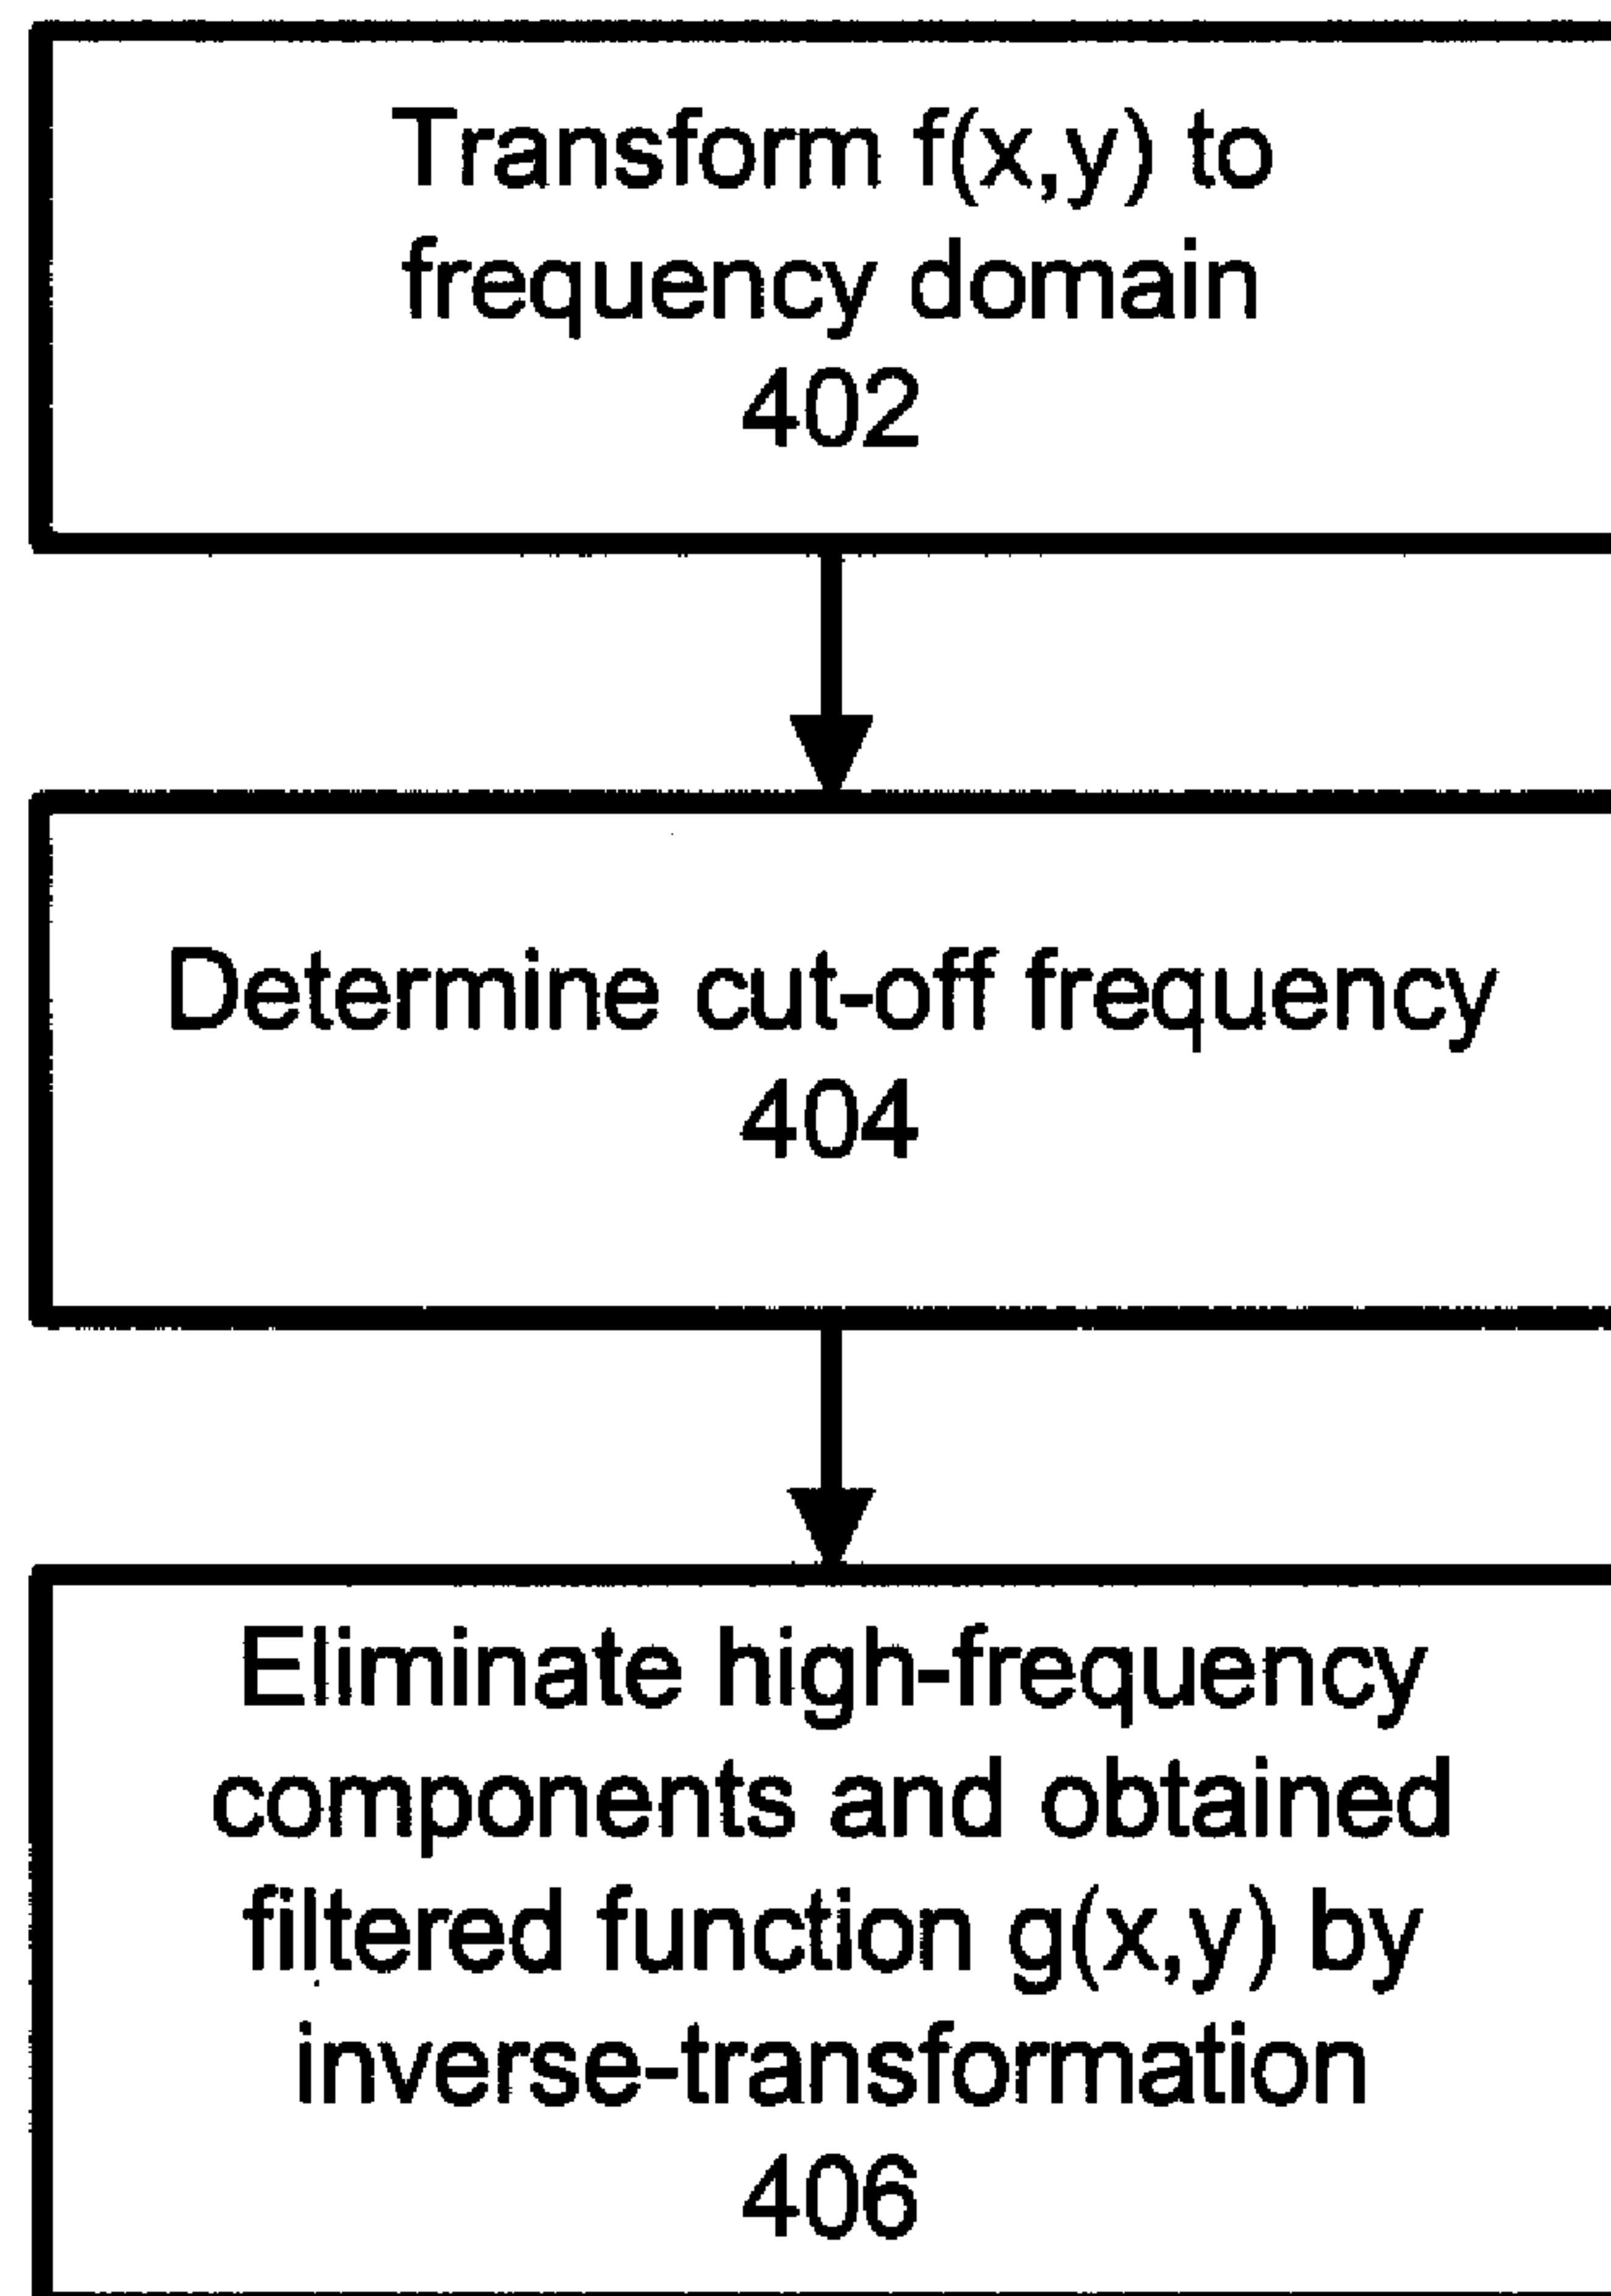 Transform f(x,y) to
frequency domain
402
Determine cut-off frequency
404
Eliminate high-frequency
components and obtained
filtered function g(x,y) by
inverse-transformation
406